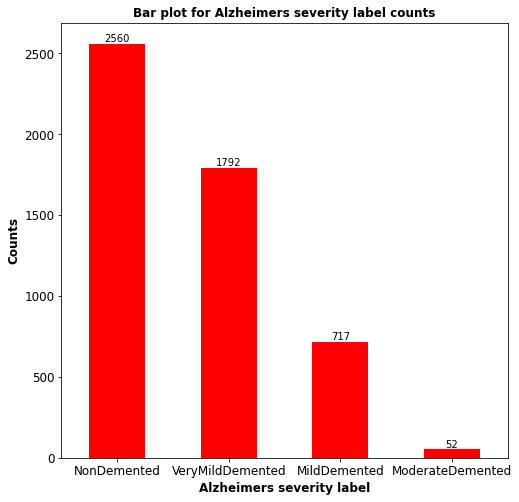 Bar plot for Alzheimers severity label counts
2560
1792
717
52
2500
2000
1500
1000
500
0
Counts
NonDemented VeryMildDemented MildDemented ModerateDemented
Alzheimers severity label